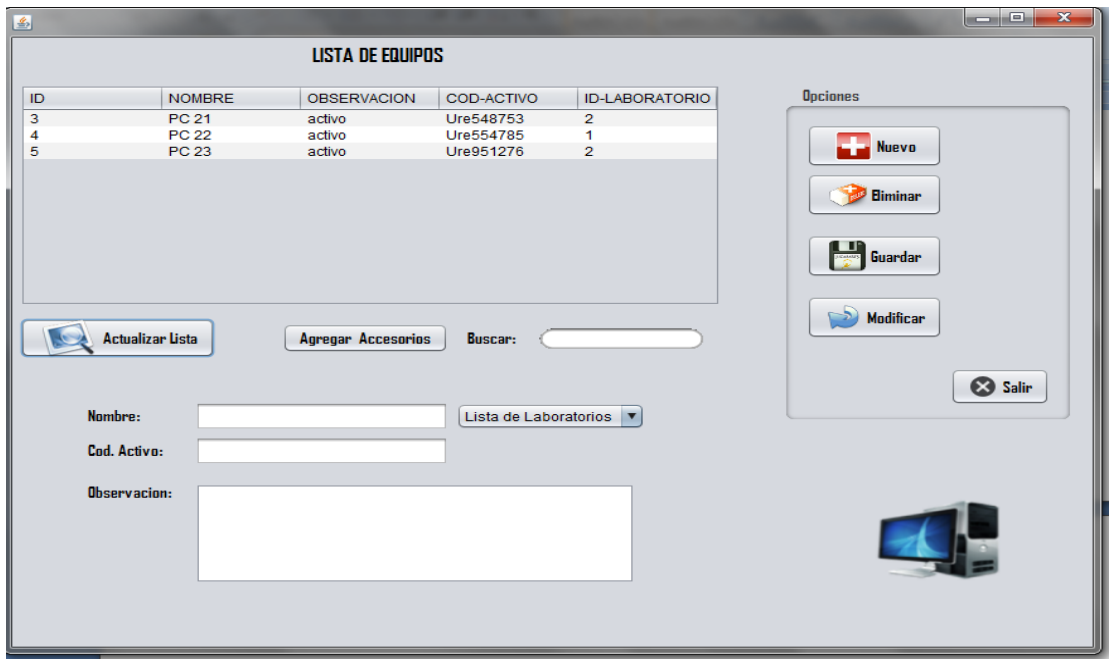 LISTA DE EQUIPOS
ID NOMBRE OBSERVACION COD-ACTIVO ID-LABORATORIO
3 PC 21 activo Ure548753 2
4 PC 22 activo Ure554785 1
5 PC 23 activo Ure951276 2
Opciones
Nuevo
Eliminar
Guardar
Modificar
Salir
Actualizar Lista Agregar Accesorios Buscar:
Nombre: Lista de Laboratorios
Cod. Activo:
Observacion: